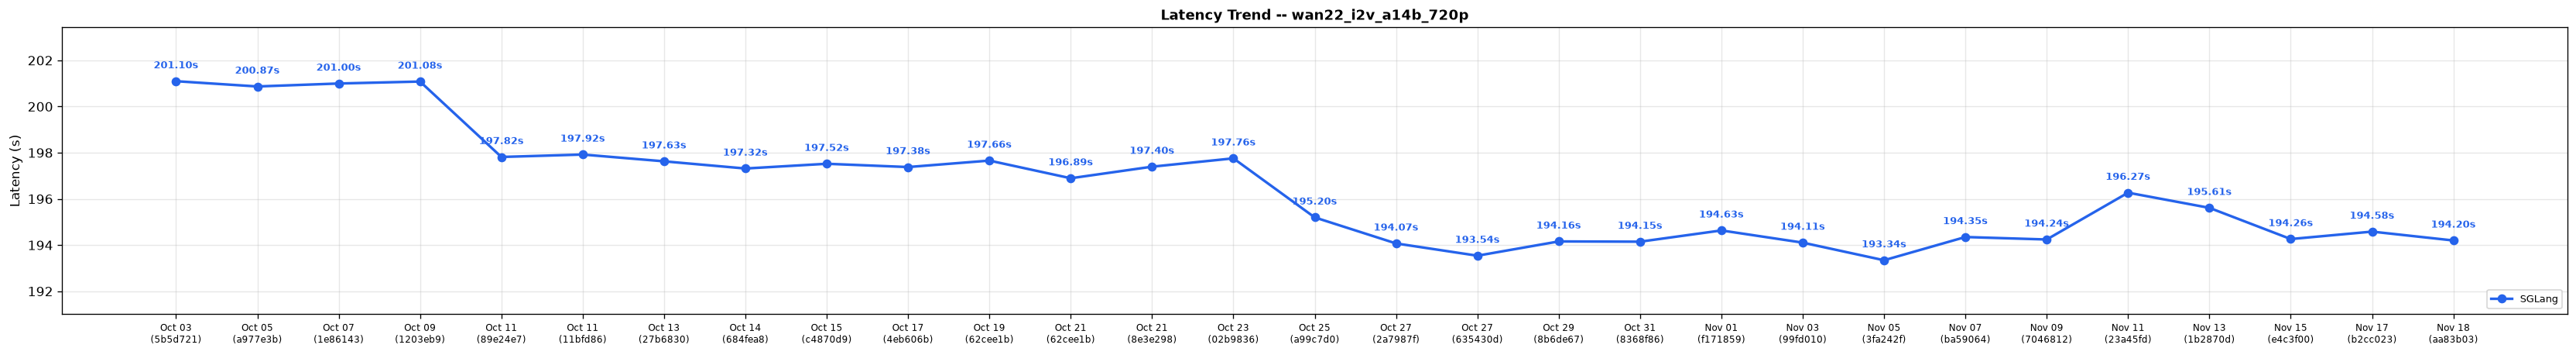 Latency Trend -- wan22_i2v_a14b_720p
Latency (s)
202
200
198
196
194
192
201.10s
200.87s
201.00s
201.08s
197.82s
197.92s
197.63s
197.32s
197.52s
197.38s
197.66s
196.89s
197.40s
197.76s
195.20s
194.07s
193.54s
194.16s
194.15s
194.63s
194.11s
193.34s
194.35s
194.24s
196.27s
195.61s
194.26s
194.58s
194.20s
SGLang
Oct 03
(5b5d721)
Oct 05
(a977e3b)
Oct 07
(1e86143)
Oct 09
(1203eb9)
Oct 11
(89e24e7)
Oct 11
(11bfd86)
Oct 13
(27b6830)
Oct 14
(684fea8)
Oct 15
(c4870d9)
Oct 17
(4eb606b)
Oct 19
(62cee1b)
Oct 21
(62cee1b)
Oct 21
(8e3e298)
Oct 23
(02b9836)
Oct 25
(a99c7d0)
Oct 27
(2a7987f)
Oct 27
(635430d)
Oct 29
(8b6de67)
Oct 31
(8368f86)
Nov 01
(f171859)
Nov 03
(99fd010)
Nov 05
(3fa242f)
Nov 07
(ba59064)
Nov 09
(7046812)
Nov 11
(23a45fd)
Nov 13
(1b2870d)
Nov 15
(e4c3f00)
Nov 17
(b2cc023)
Nov 18
(aa83b03)